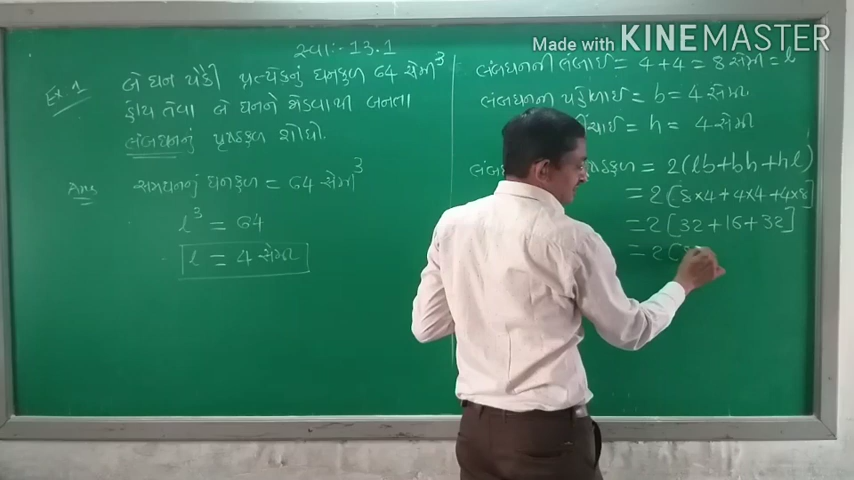 Made with KINEMASTER
સ્વા:- 13.1
Ex. 1 બે ઘન પૈકી પ્રત્યેકનું ઘનફળ 64 સેમી³
હોય તેવા બે ઘનને જોડવાથી બનતા
લંબઘનનું પૃષ્ઠફળ શોધો.
Ans સમઘનનું ઘનફળ = 64 સેમી³
l³ = 64
l = 4 સેમી
લંબઘનની લંબાઈ = 4 + 4 = 8 સેમી = l
લંબઘનની પહોળાઈ = b = 4 સેમી
= h = 4 સેમી
= 2(lb + bh + hl)
= 2[8×4 + 4×4 + 4×8]
= 2[32 + 16 + 32]
= 2(